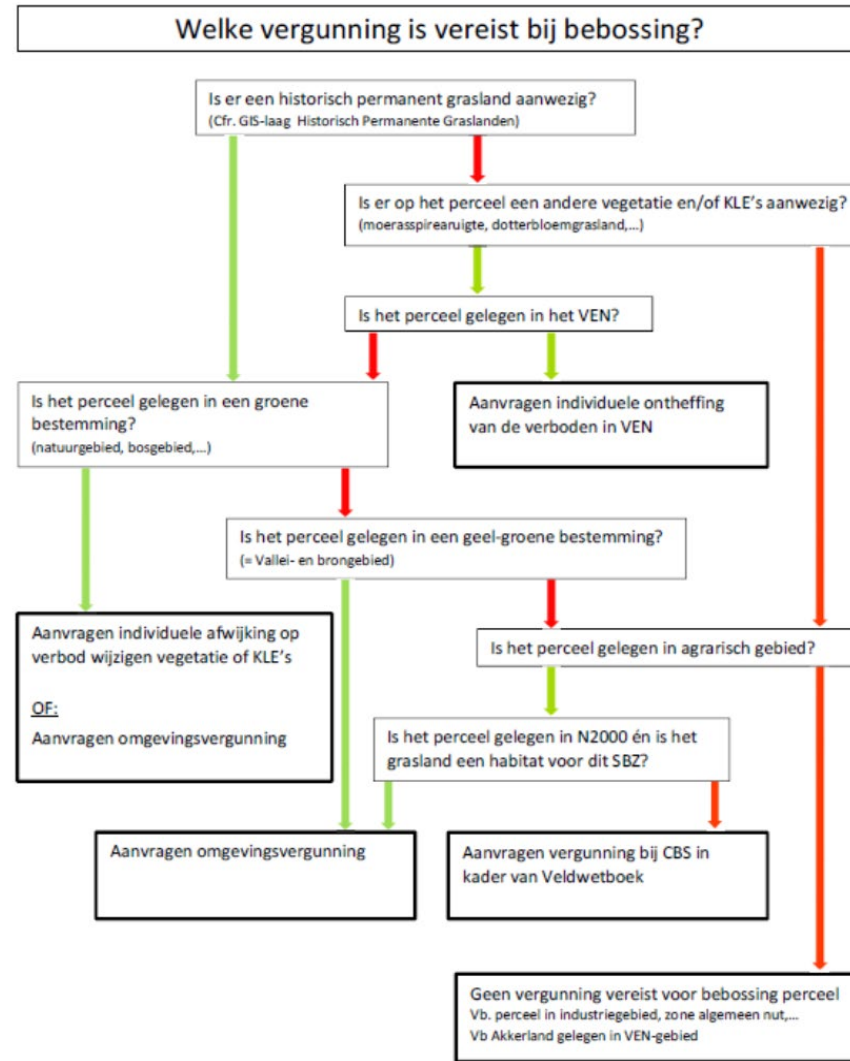 Welke vergunning is vereist bij bebossing?
Is er een historisch permanent grasland aanwezig?
(Cfr. GIS-laag Historisch Permanente Graslanden)
Is er op het perceel een andere vegetatie en/of KLE's aanwezig?
(moerasspirearuigte, dotterbloemgrasland,...)
Is het perceel gelegen in het VEN?
Is het perceel gelegen in een groene
bestemming?
(natuurgebied, bosgebied,...)
Aanvragen individuele ontheffing
van de verboden in VEN
Is het perceel gelegen in een geel-groene bestemming?
(= Vallei- en brongebied)
Aanvragen individuele afwijking op
verbod wijzigen vegetatie of KLE's
OF:
Aanvragen omgevingsvergunning
Is het perceel gelegen in agrarisch gebied?
Is het perceel gelegen in N2000 én is het
grasland een habitat voor dit SBZ?
Aanvragen omgevingsvergunning
Aanvragen vergunning bij CBS in
kader van Veldwetboek
Geen vergunning vereist voor bebossing perceel
Vb. perceel in industriegebied, zone algemeen nut,...
Vb Akkerland gelegen in VEN-gebied